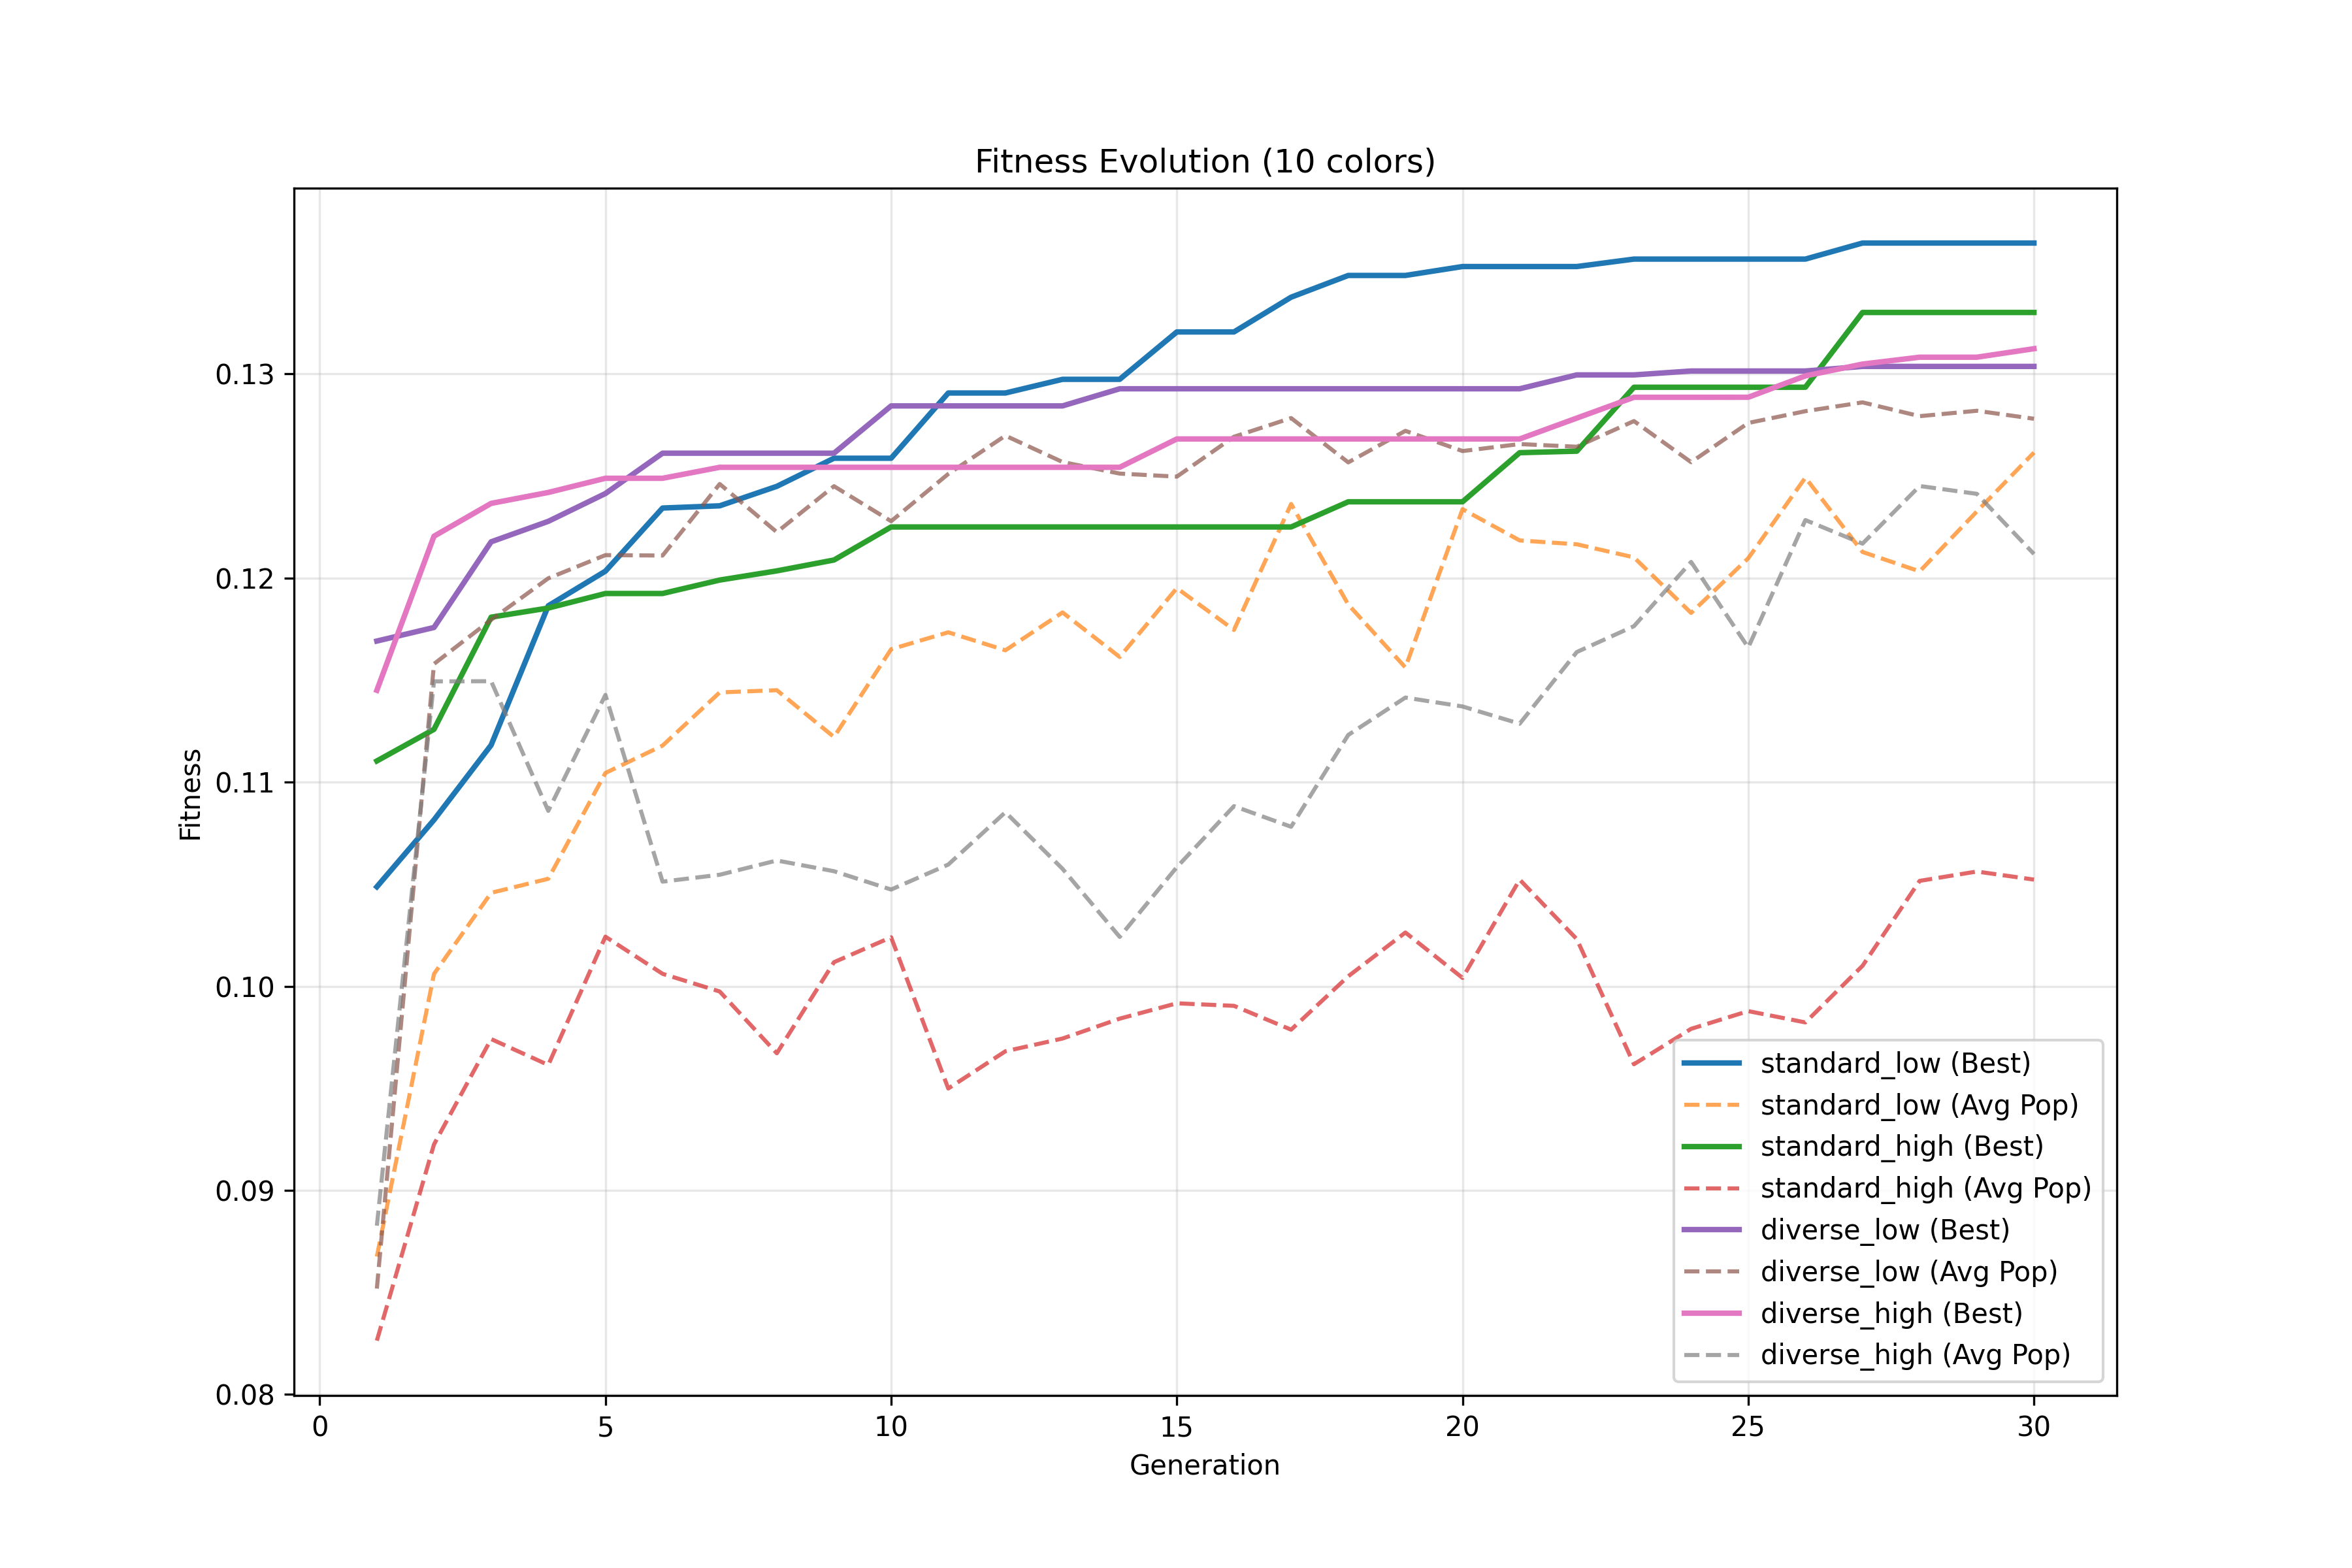 Fitness Evolution (10 colors)
Fitness
0.13
0.12
0.11
0.10
0.09
0.08
0 5 10 15 20 25 30
Generation
standard_low (Best)
standard_low (Avg Pop)
standard_high (Best)
standard_high (Avg Pop)
diverse_low (Best)
diverse_low (Avg Pop)
diverse_high (Best)
diverse_high (Avg Pop)